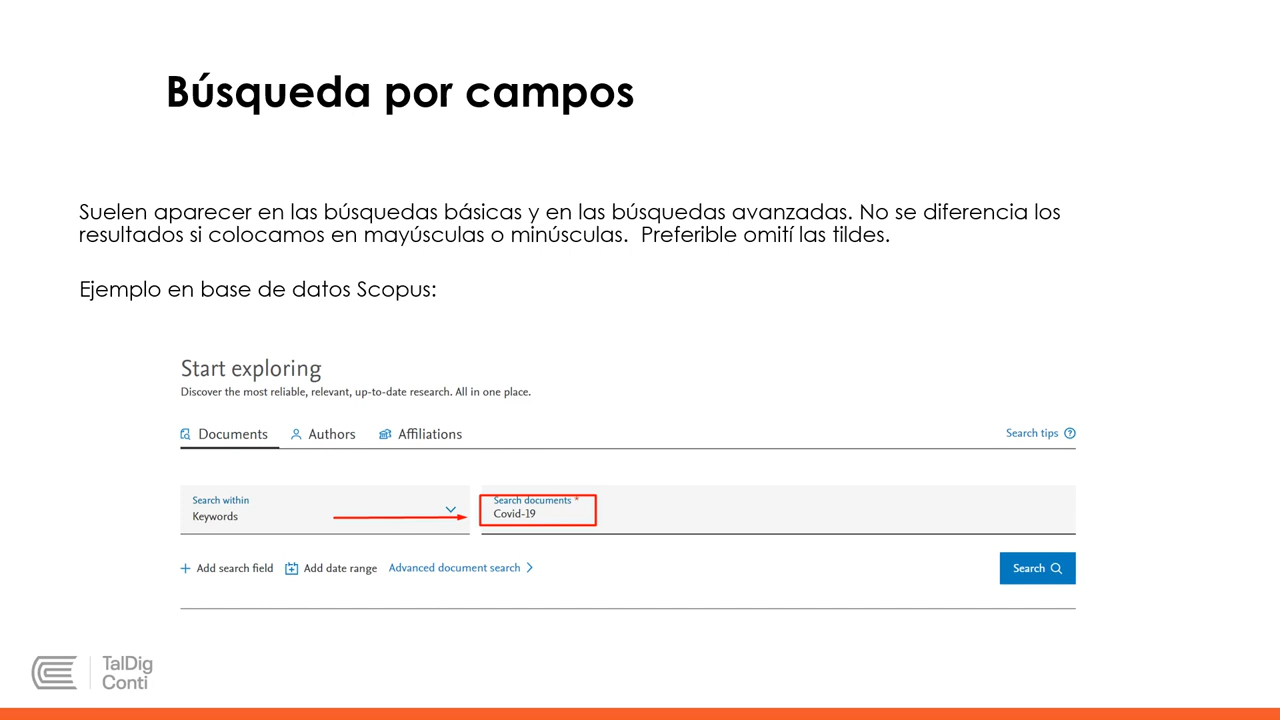 Búsqueda por campos
Suelen aparecer en las búsquedas básicas y en las búsquedas avanzadas. No se diferencia los
resultados si colocamos en mayúsculas o minúsculas.  Preferible omití las tildes.
Ejemplo en base de datos Scopus:
Start exploring
Discover the most reliable, relevant, up-to-date research. All in one place.
Documents Authors Affiliations Search tips
Search within
Keywords
Search documents *
Covid-19
Add search field Add date range Advanced document search
Search
TalDig
Conti